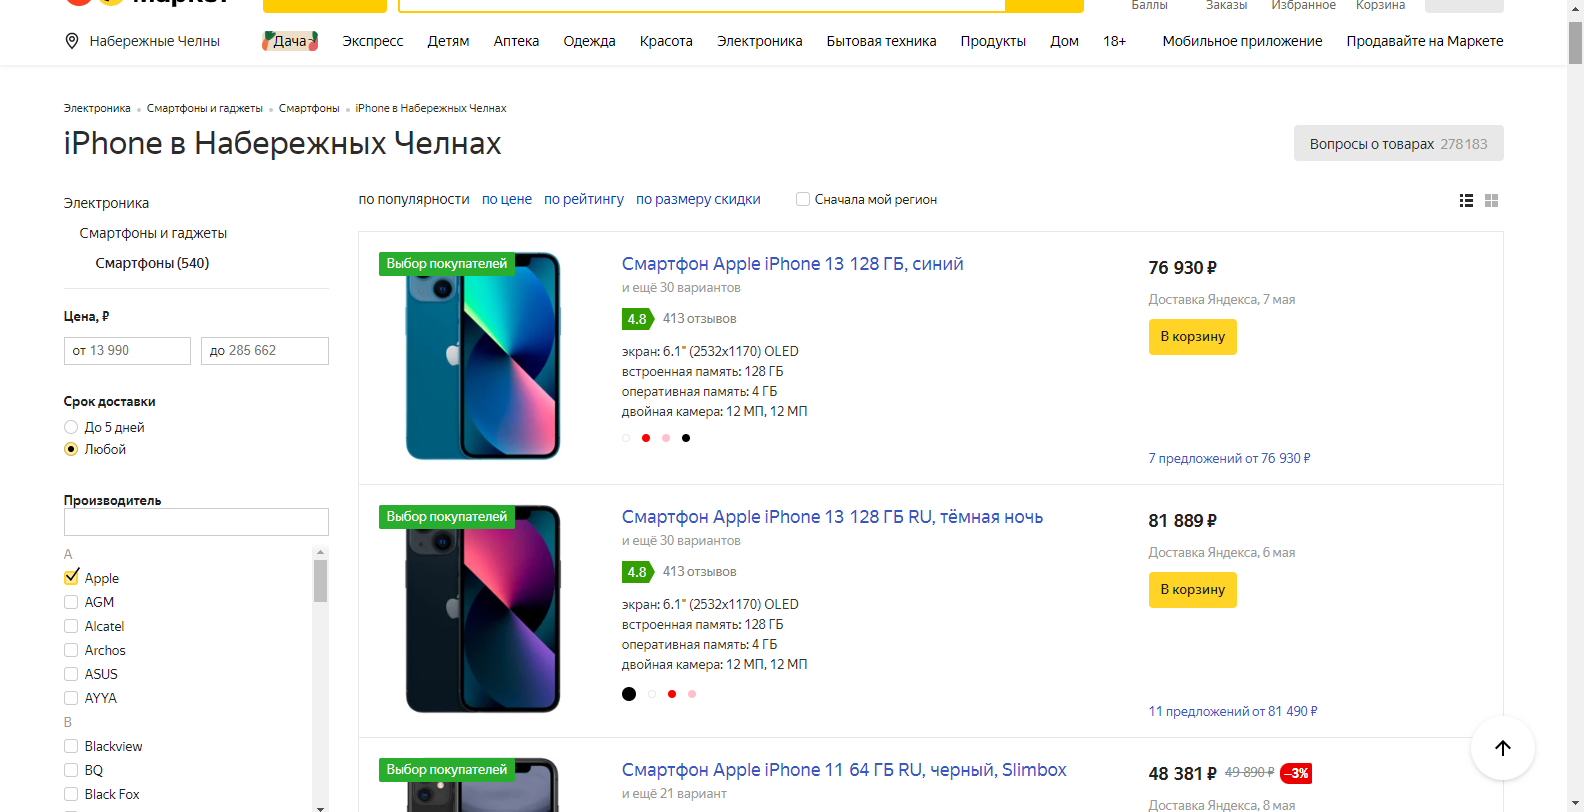 Маркет
Баллы Заказы Избранное Корзина
Набережные Челны Дача Экспресс Детям Аптека Одежда Красота Электроника Бытовая техника Продукты Дом 18+ Мобильное приложение Продавайте на Маркете
Электроника Смартфоны и гаджеты Смартфоны iPhone в Набережных Челнах
iPhone в Набережных Челнах
Вопросы о товарах 278183
по популярности по цене по рейтингу по размеру скидки Сначала мой регион
Электроника
Смартфоны и гаджеты
Смартфоны (540)
Цена, ₽
от 13 990 до 285 662
Срок доставки
До 5 дней
Любой
Производитель
A
Apple
AGM
Alcatel
Archos
ASUS
AYYA
B
Blackview
BQ
Black Fox
Выбор покупателей
Смартфон Apple iPhone 13 128 ГБ, синий
и ещё 30 вариантов
4.8 413 отзывов
экран: 6.1" (2532x1170) OLED
встроенная память: 128 ГБ
оперативная память: 4 ГБ
двойная камера: 12 МП, 12 МП
76 930 ₽
Доставка Яндекса, 7 мая
В корзину
7 предложений от 76 930 ₽
Выбор покупателей
Смартфон Apple iPhone 13 128 ГБ RU, тёмная ночь
и ещё 30 вариантов
4.8 413 отзывов
экран: 6.1" (2532x1170) OLED
встроенная память: 128 ГБ
оперативная память: 4 ГБ
двойная камера: 12 МП, 12 МП
81 889 ₽
Доставка Яндекса, 6 мая
В корзину
11 предложений от 81 490 ₽
Выбор покупателей
Смартфон Apple iPhone 11 64 ГБ RU, черный, Slimbox
и ещё 21 вариант
48 381 ₽ 49 890 ₽ –3%
Доставка Яндекса, 8 мая